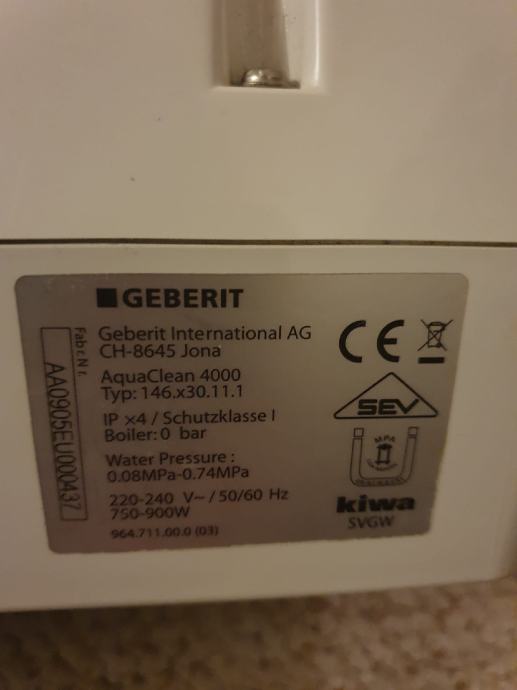 GEBERIT
Geberit International AG
CH-8645 Jona
AquaClean 4000
Typ: 146.x30.11.1
IP x4 / Schutzklasse I
Boiler: 0 bar
Water Pressure :
0.08MPa-0.74MPa
220-240 V~ / 50/60 Hz
750-900W
964.711.00.0 (03)
Fabr. Nr.
AA0905EU000437
CE
SEV
MPA
kiwa
SVGW